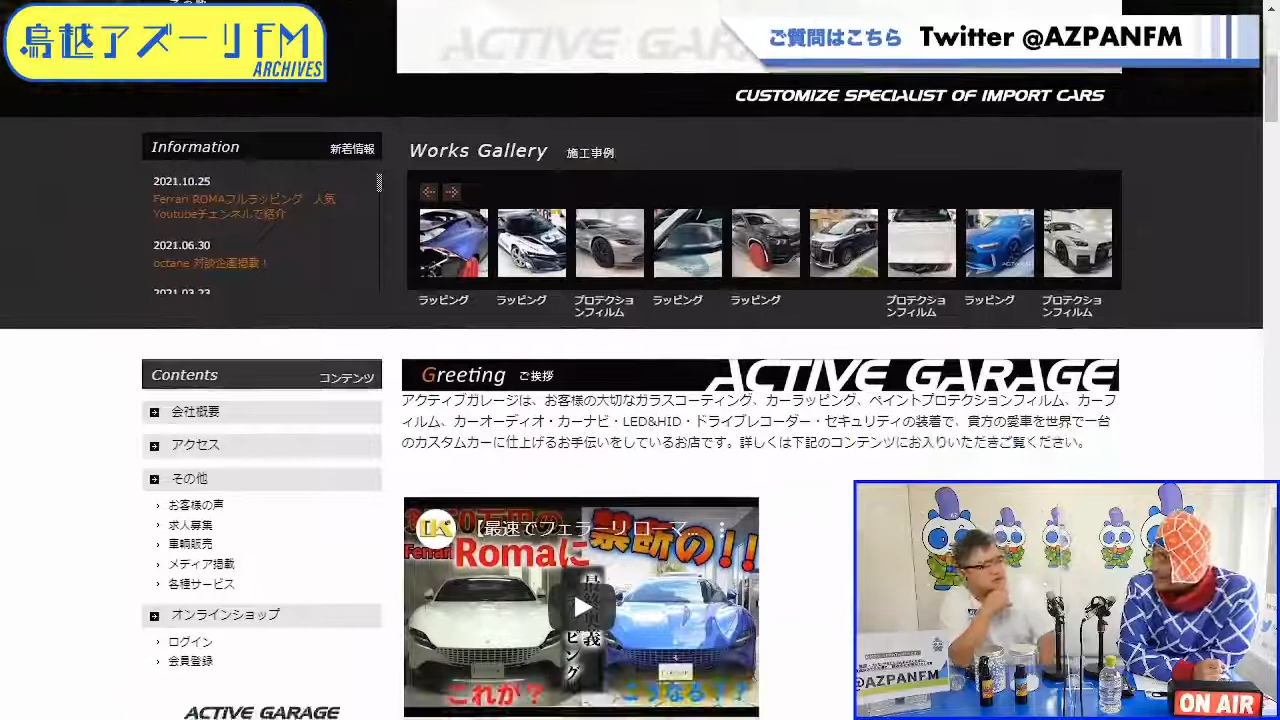 鳥越アズーリFM
ARCHIVES
ご質問はこちら Twitter @AZPANFM
CUSTOMIZE SPECIALIST OF IMPORT CARS
Information 新着情報
2021.10.25
Ferrari ROMAフルラッピング 人気
Youtubeチェンネルで紹介
2021.06.30
octane 対談企画掲載！
2021.03.23
Works Gallery 施工事例
ラッピング
ラッピング
プロテクショ
ンフィルム
ラッピング
ラッピング
プロテクショ
ンフィルム
ラッピング
プロテクショ
ンフィルム
Contents コンテンツ
会社概要
アクセス
その他
お客様の声
求人募集
車輌販売
メディア掲載
各種サービス
オンラインショップ
ログイン
会員登録
ACTIVE GARAGE
Greeting ご挨拶
ACTIVE GARAGE
アクティブガレージは、お客様の大切なガラスコーティング、カーラッピング、ペイントプロテクションフィルム、カーフ
ィルム、カーオーディオ・カーナビ・LED&HID・ドライブレコーダー・セキュリティの装着で、貴方の愛車を世界で一台
のカスタムカーに仕上げるお手伝いをしているお店です。詳しくは下記のコンテンツにお入りいただきご覧ください。
【最速でフェラーリ ローマ...
Ferrari Romaに
禁断の!!
これが？
こうなる？？
@AZPANFM
ON AIR